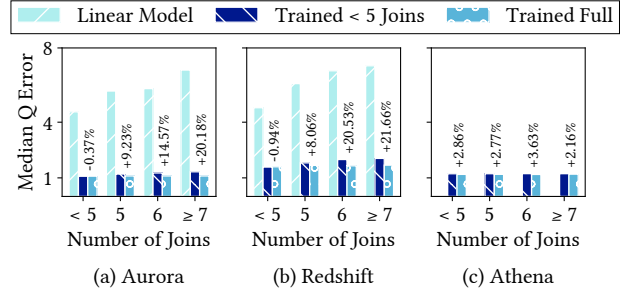 Linear Model Trained < 5 Joins Trained Full
Median Q Error
8
4
1
-0.37%
+9.23%
+14.57%
+20.18%
< 5 5 6 ≥ 7
Number of Joins
(a) Aurora
-0.94%
+8.06%
+20.53%
+21.66%
< 5 5 6 ≥ 7
Number of Joins
(b) Redshift
+2.86%
+2.77%
+3.63%
+2.16%
< 5 5 6 ≥ 7
Number of Joins
(c) Athena